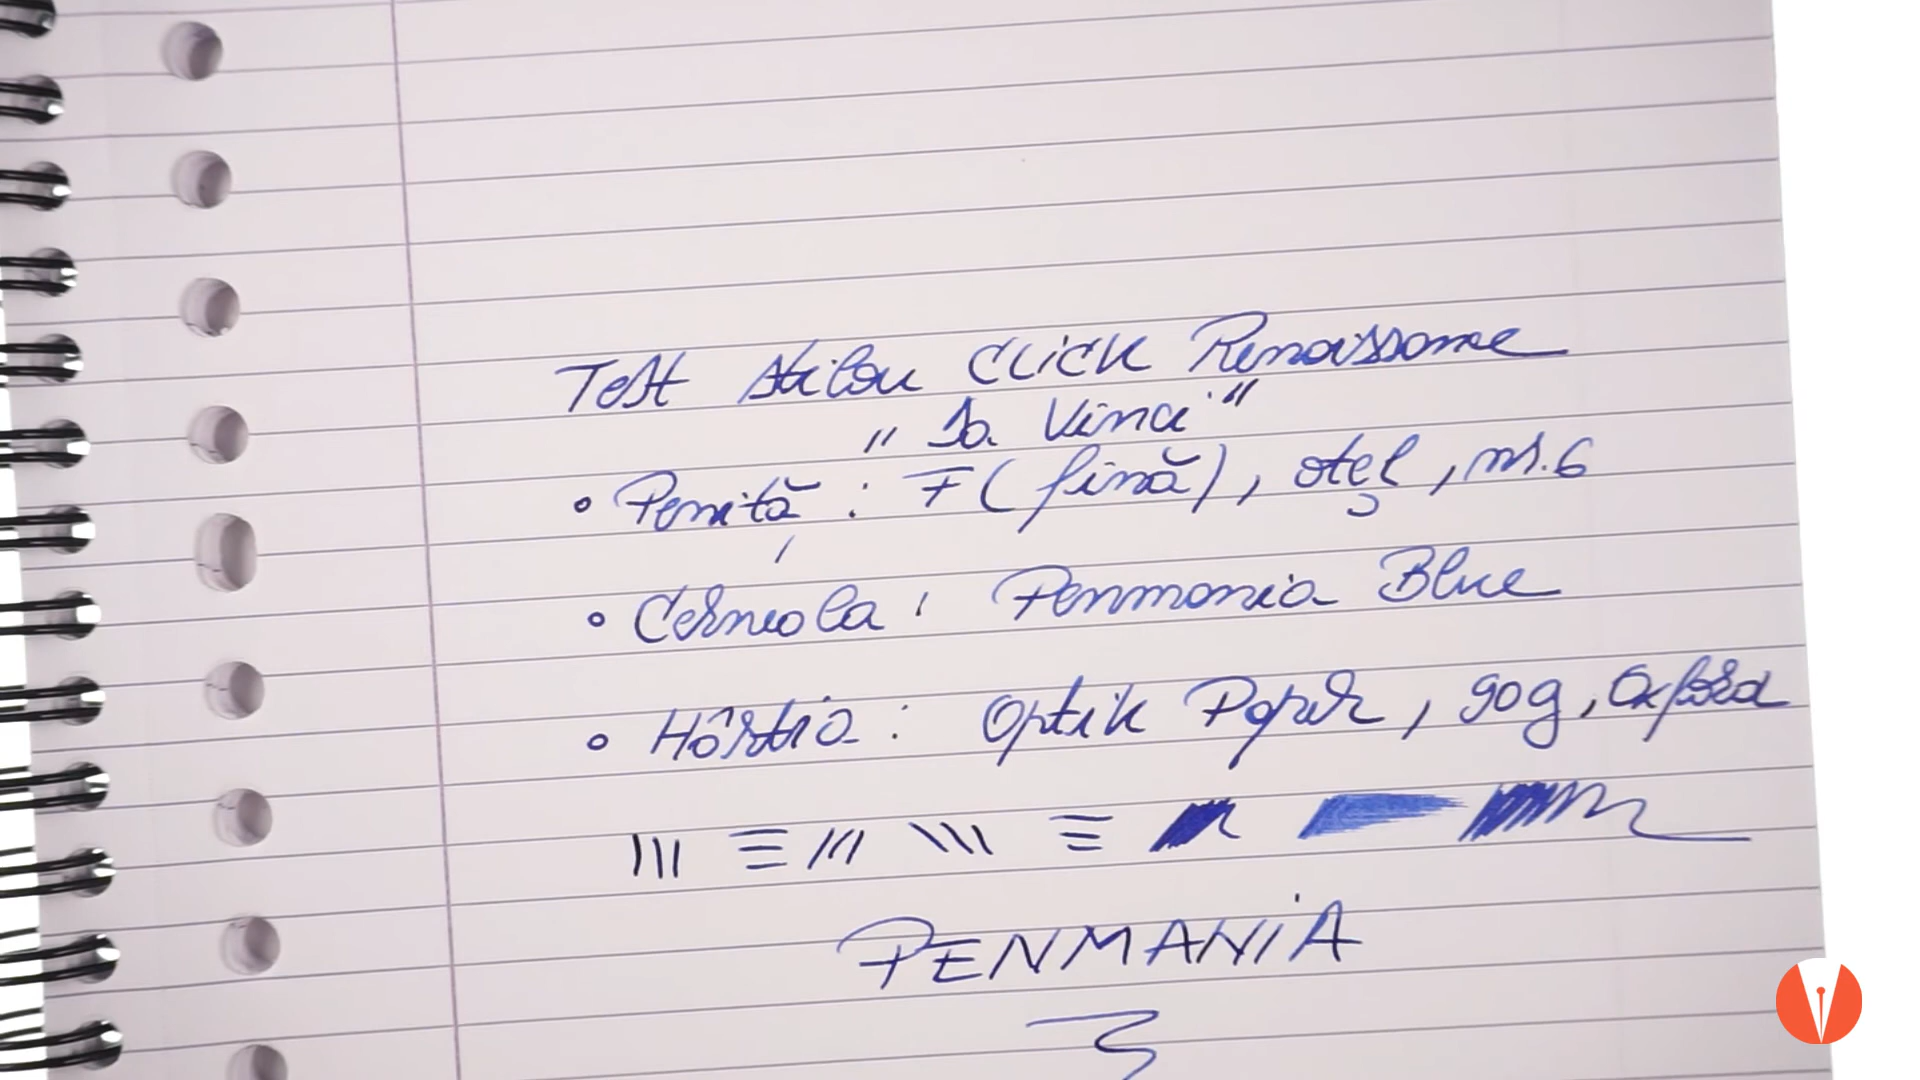 Test stilou Click Renaissance
„Da Vinci"
• Peniță : F (fină), oțel, nr. 6
• Cerneala : Penmania Blue
• Hârtia : Optik Paper, 90g, Oxford
PENMANiA